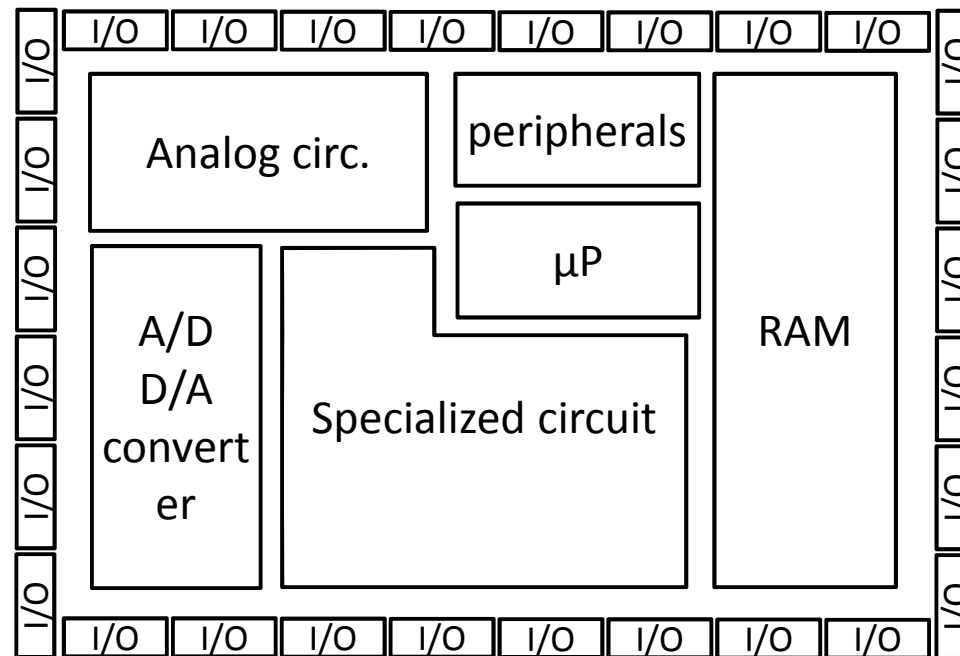 I/O I/O I/O I/O I/O I/O I/O I/O
I/O
I/O
I/O
I/O
I/O
I/O
Analog circ.
peripherals
µP
RAM
A/D
D/A
convert
er
Specialized circuit
I/O
I/O
I/O
I/O
I/O
I/O
I/O I/O I/O I/O I/O I/O I/O I/O